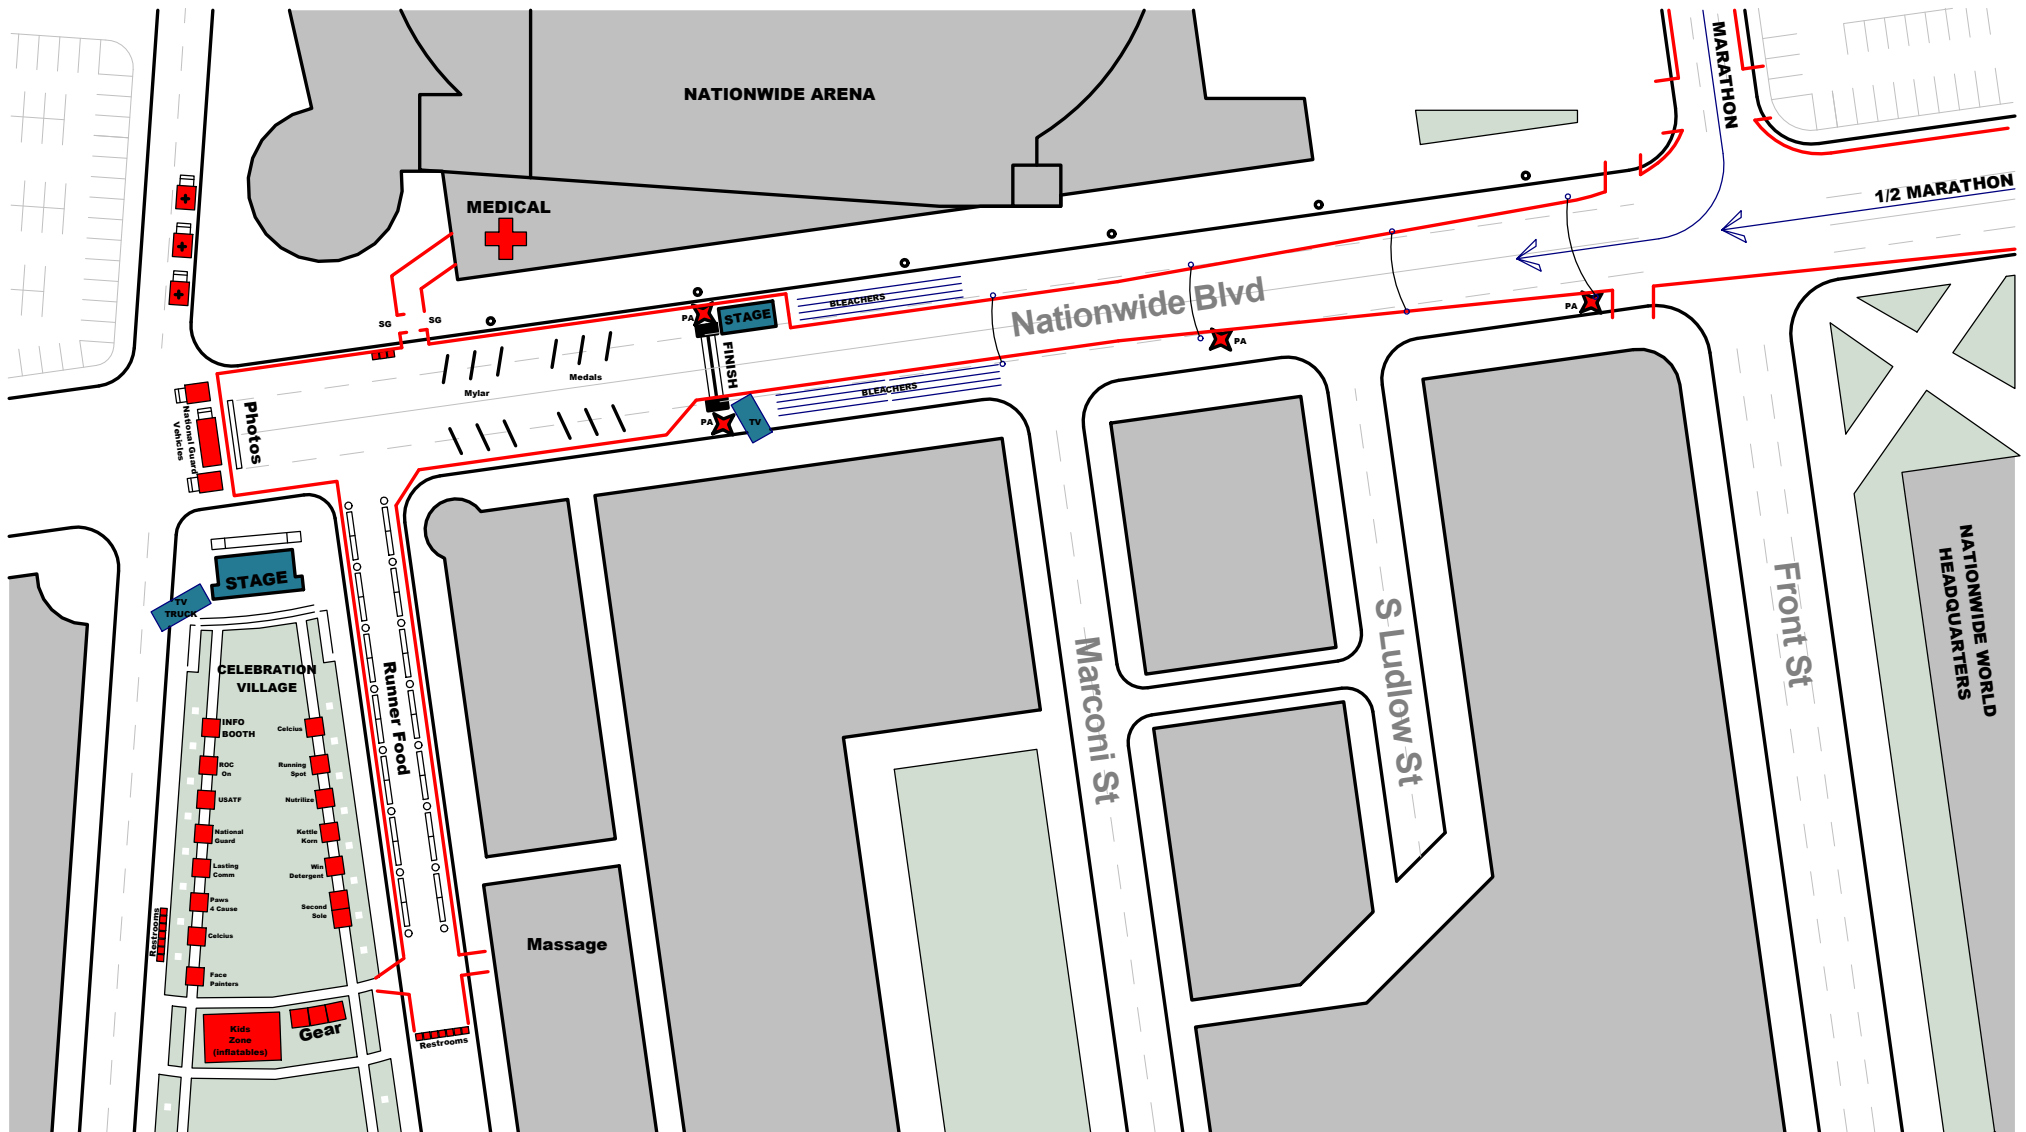 MARATHON
NATIONWIDE ARENA
1/2 MARATHON
MEDICAL
BLEACHERS
Nationwide Blvd
PA
STAGE
PA
SG
SG
PA
FINISH
Medals
Mylar
BLEACHERS
PA
TV
Photos
National Guard
Vehicles
NATIONWIDE WORLD
HEADQUARTERS
STAGE
TV
TRUCK
Front St
S Ludlow St
Marconi St
Runner Food
CELEBRATION
VILLAGE
INFO
BOOTH
Celcius
ROC
On
Running
Spot
USATF
Nutrilize
National
Guard
Kettle
Korn
Lasting
Comm
Win
Detergent
Paws
4 Cause
Second
Sole
Restrooms
Celcius
Massage
Face
Painters
Kids
Zone
(inflatables)
Gear
Restrooms